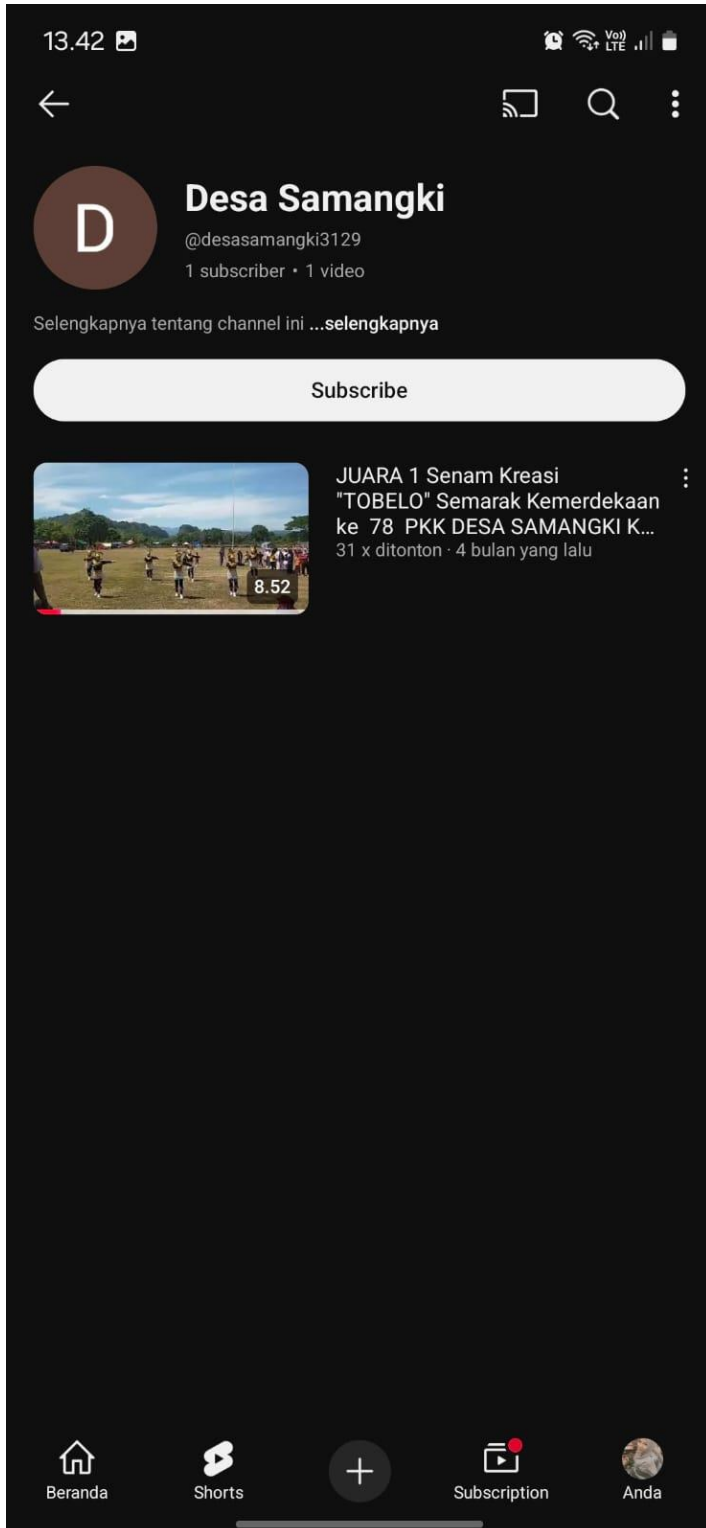 13.42
Vo))
LTE
D
Desa Samangki
@desasamangki3129
1 subscriber • 1 video
Selengkapnya tentang channel ini ...selengkapnya
Subscribe
JUARA 1 Senam Kreasi
"TOBELO" Semarak Kemerdekaan
ke 78 PKK DESA SAMANGKI K...
31 x ditonton · 4 bulan yang lalu
8.52
Beranda
Shorts
Subscription
Anda